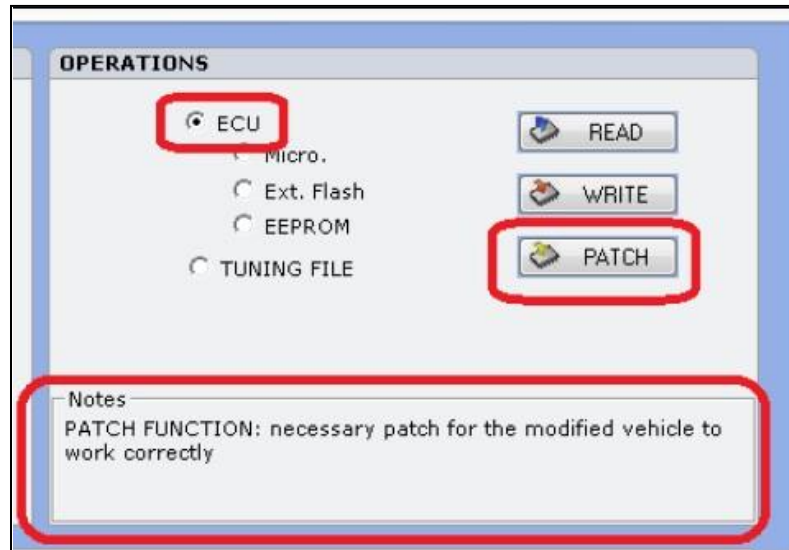 OPERATIONS
ECU
READ
Micro.
Ext. Flash
WRITE
EEPROM
PATCH
TUNING FILE
Notes
PATCH FUNCTION: necessary patch for the modified vehicle to
work correctly